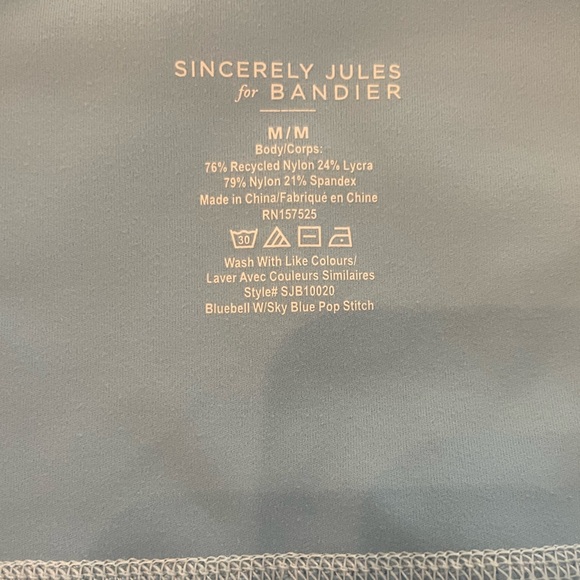 SINCERELY JULES
for BANDIER
M/M
Body/Corps:
76% Recycled Nylon 24% Lycra
79% Nylon 21% Spandex
Made in China/Fabriqué en Chine
RN157525
30
Wash With Like Colours/
Laver Avec Couleurs Similaires
Style# SJB10020
Bluebell W/Sky Blue Pop Stitch